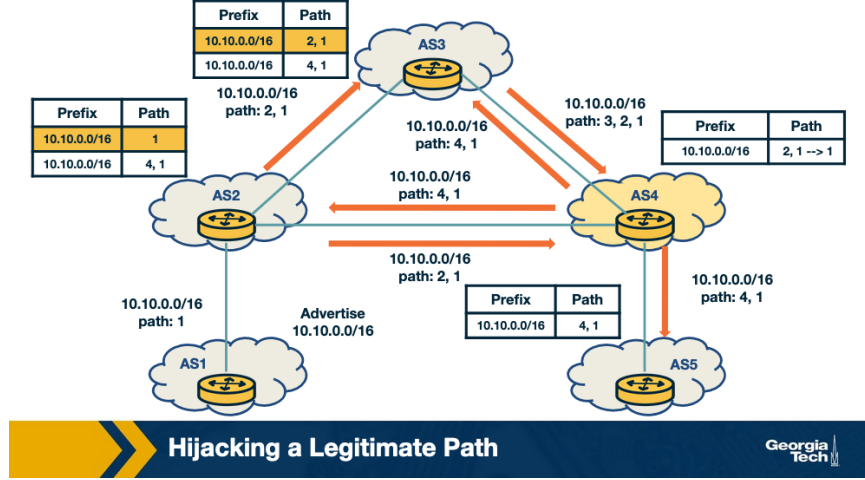 Prefix Path
10.10.0.0/16 2, 1
10.10.0.0/16 4, 1
AS3
10.10.0.0/16
path: 2, 1
10.10.0.0/16
path: 4, 1
10.10.0.0/16
path: 3, 2, 1
Prefix Path
10.10.0.0/16 1
10.10.0.0/16 4, 1
Prefix Path
10.10.0.0/16 2, 1 --> 1
AS2
10.10.0.0/16
path: 4, 1
AS4
10.10.0.0/16
path: 2, 1
10.10.0.0/16
path: 4, 1
10.10.0.0/16
path: 1
Advertise
10.10.0.0/16
Prefix Path
10.10.0.0/16 4, 1
AS1
AS5
Hijacking a Legitimate Path
Georgia
Tech